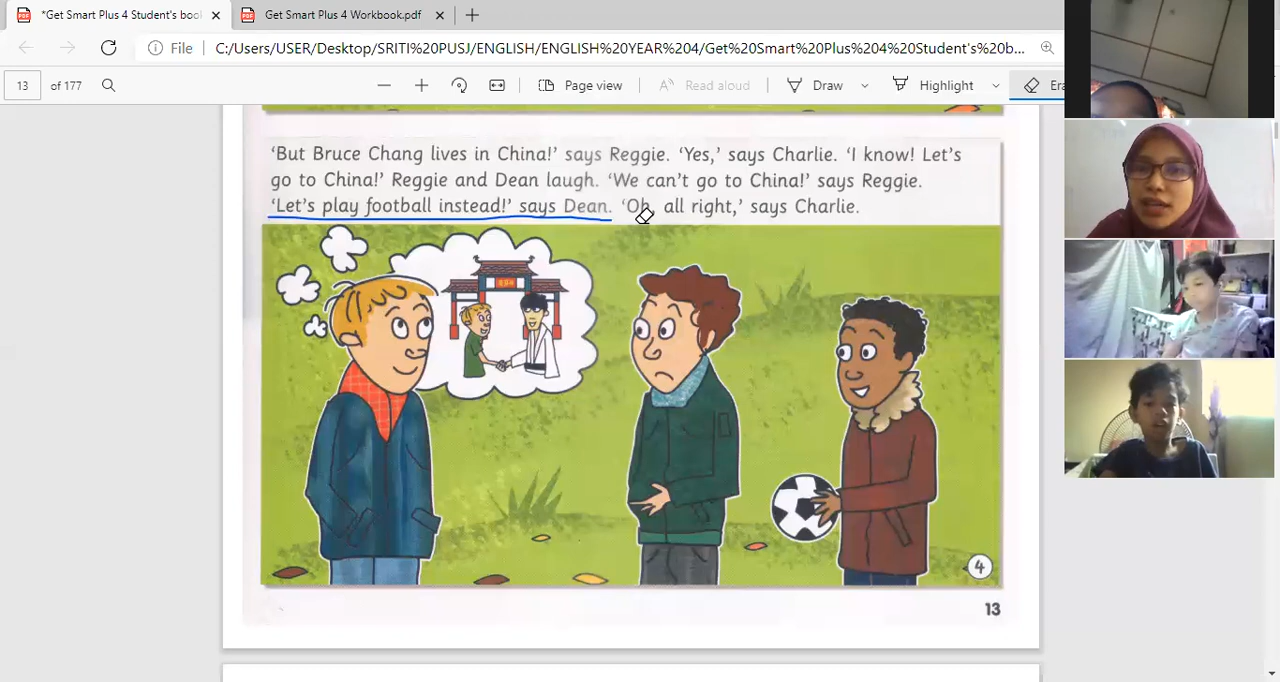 *Get Smart Plus 4 Student's book
Get Smart Plus 4 Workbook.pdf
File
C:/Users/USER/Desktop/SRITI%20PUSJ/ENGLISH/ENGLISH%20YEAR%204/Get%20Smart%20Plus%204%20Student's%20b...
13 of 177
Page view
Read aloud
Draw
Highlight
Era
'But Bruce Chang lives in China!' says Reggie. 'Yes,' says Charlie. 'I know! Let's
go to China!' Reggie and Dean laugh. 'We can't go to China!' says Reggie.
'Let's play football instead!' says Dean. 'Oh, all right,' says Charlie.
4
13